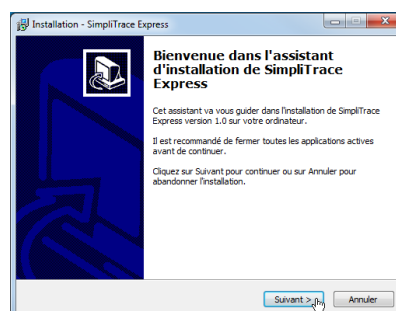 Installation - SimpliTrace Express
Bienvenue dans l'assistant
d'installation de SimpliTrace
Express
Cet assistant va vous guider dans l'installation de SimpliTrace
Express version 1.0 sur votre ordinateur.
Il est recommandé de fermer toutes les applications actives
avant de continuer.
Cliquez sur Suivant pour continuer ou sur Annuler pour
abandonner l'installation.
Suivant > Annuler